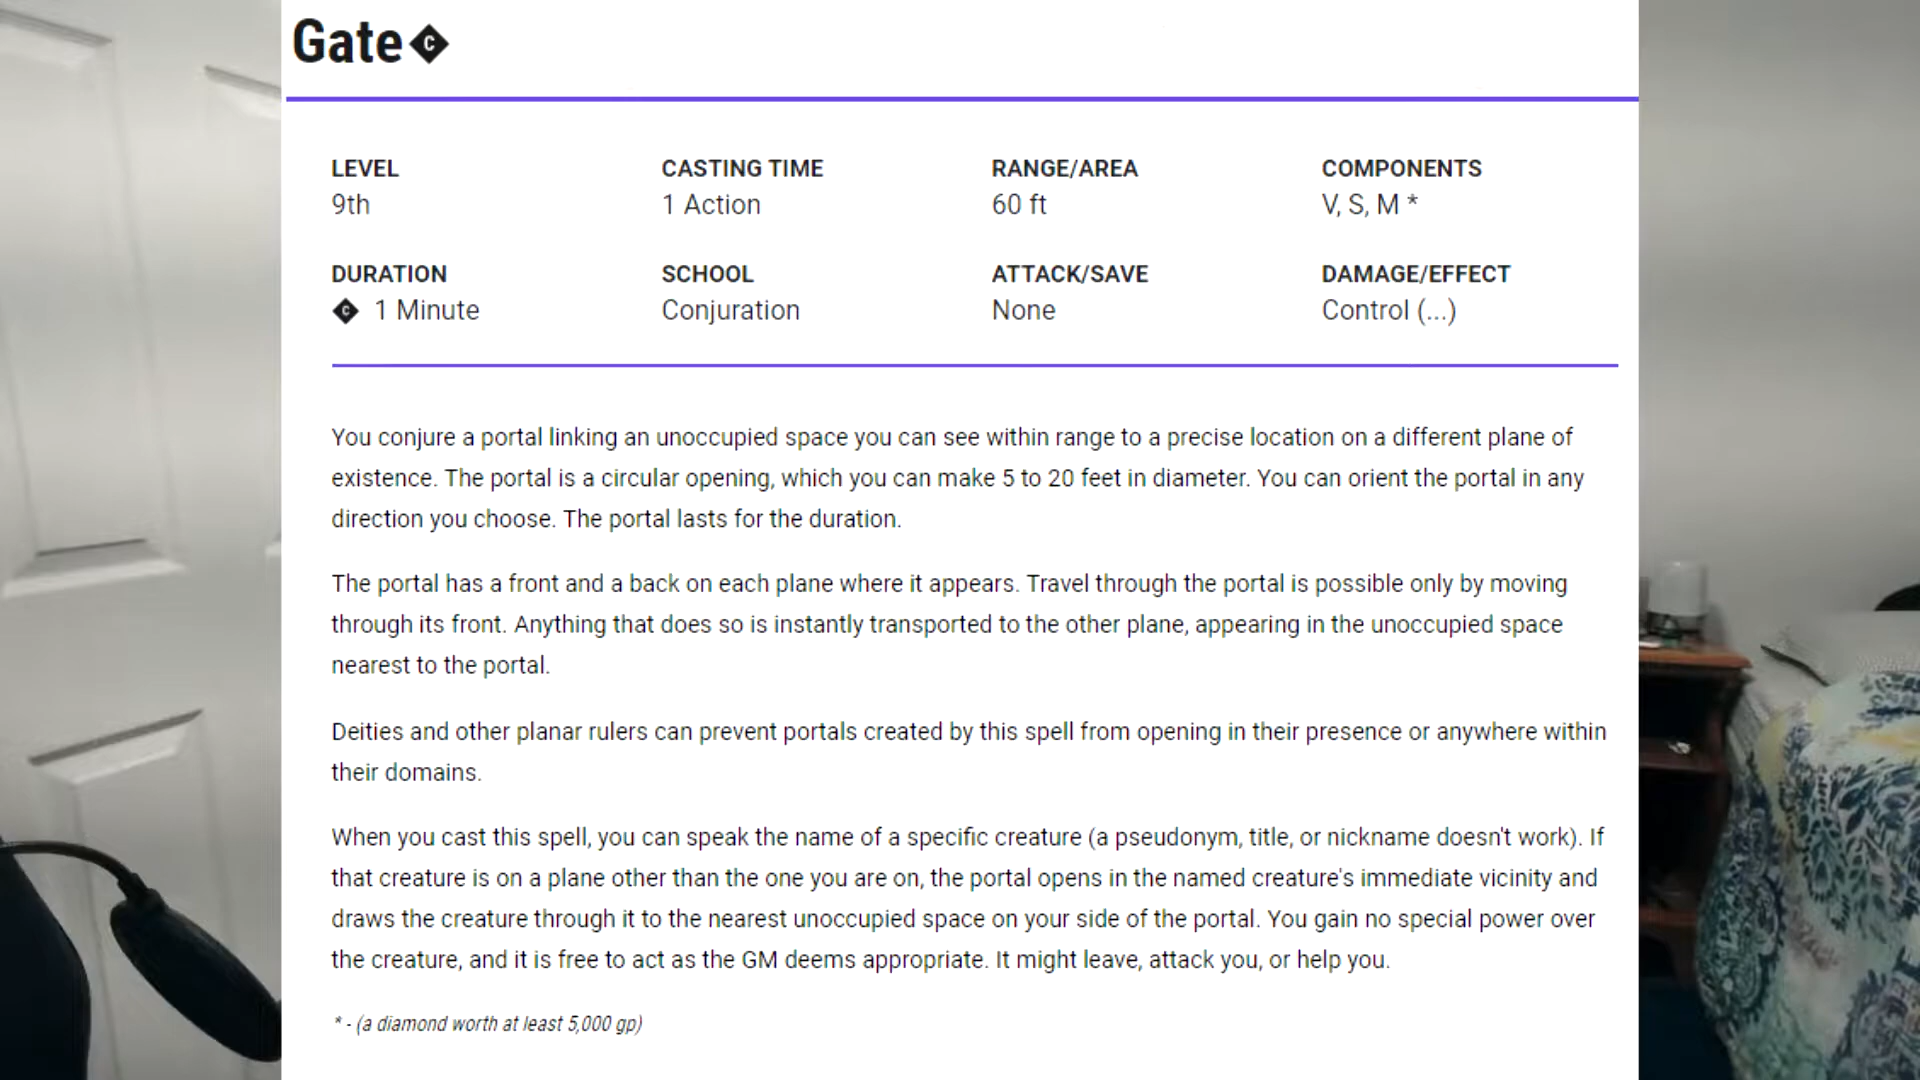 Gate C
LEVEL CASTING TIME RANGE/AREA COMPONENTS
9th 1 Action 60 ft V, S, M *
DURATION SCHOOL ATTACK/SAVE DAMAGE/EFFECT
C 1 Minute Conjuration None Control (...)
You conjure a portal linking an unoccupied space you can see within range to a precise location on a different plane of
existence. The portal is a circular opening, which you can make 5 to 20 feet in diameter. You can orient the portal in any
direction you choose. The portal lasts for the duration.
The portal has a front and a back on each plane where it appears. Travel through the portal is possible only by moving
through its front. Anything that does so is instantly transported to the other plane, appearing in the unoccupied space
nearest to the portal.
Deities and other planar rulers can prevent portals created by this spell from opening in their presence or anywhere within
their domains.
When you cast this spell, you can speak the name of a specific creature (a pseudonym, title, or nickname doesn't work). If
that creature is on a plane other than the one you are on, the portal opens in the named creature's immediate vicinity and
draws the creature through it to the nearest unoccupied space on your side of the portal. You gain no special power over
the creature, and it is free to act as the GM deems appropriate. It might leave, attack you, or help you.
* - (a diamond worth at least 5,000 gp)